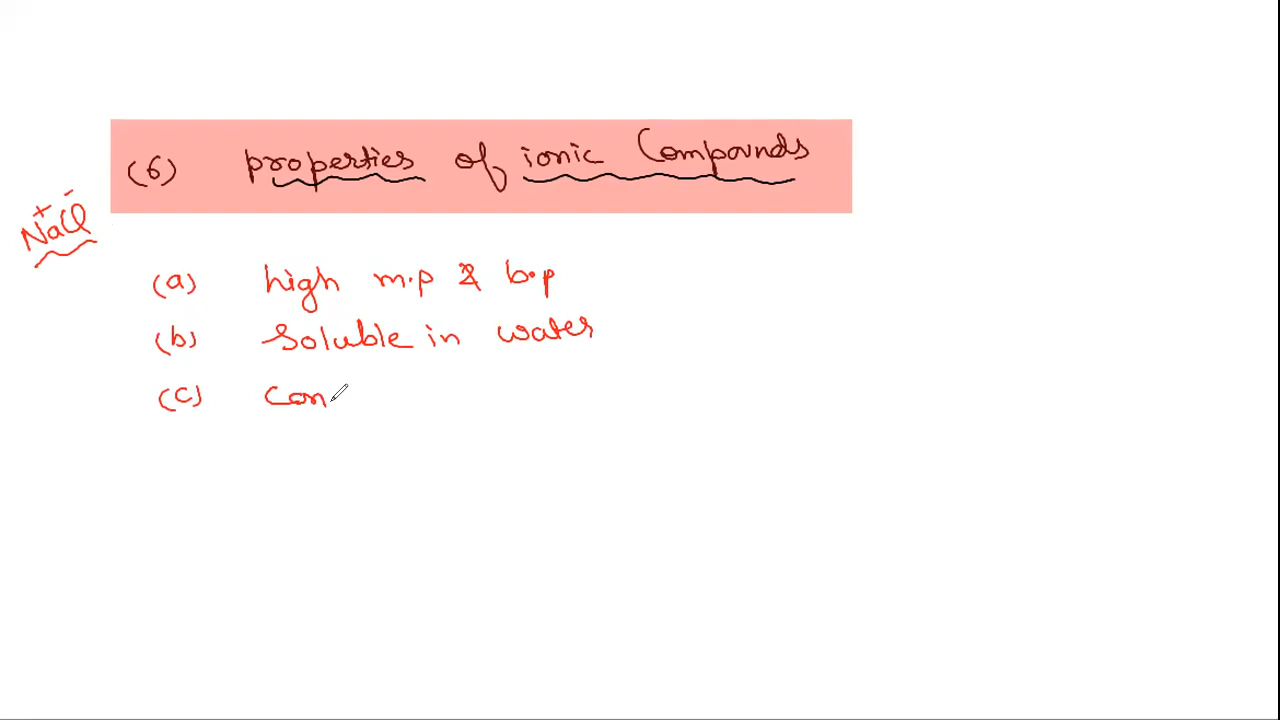 (6) properties of ionic Compounds
Na⁺Cl⁻
(a) high m.p & b.p
(b) Soluble in water
(c) Con